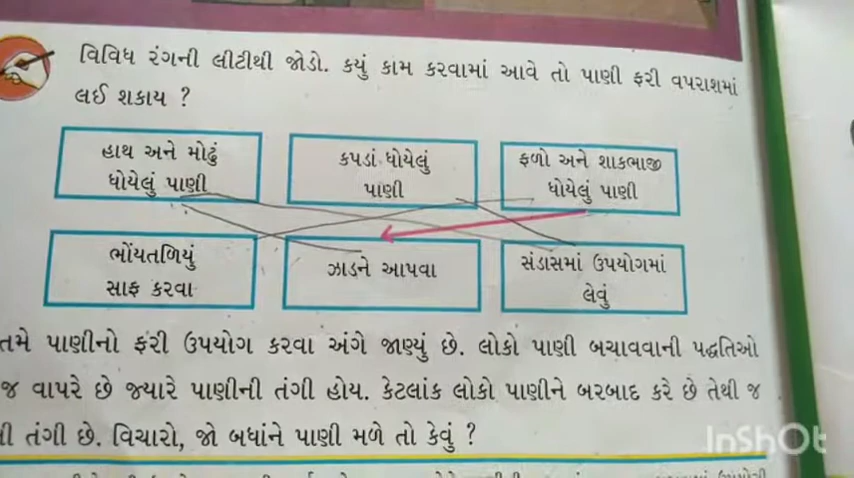 વિવિધ રંગની લીટીથી જોડો. કયું કામ કરવામાં આવે તો પાણી ફરી વપરાશમાં
લઈ શકાય ?
હાથ અને મોઢું
ધોયેલું પાણી
કપડાં ધોયેલું
પાણી
ફળો અને શાકભાજી
ધોયેલું પાણી
ભોંયતળિયું
સાફ કરવા
ઝાડને આપવા
સંડાસમાં ઉપયોગમાં
લેવું
તમે પાણીનો ફરી ઉપયોગ કરવા અંગે જાણ્યું છે. લોકો પાણી બચાવવાની પદ્ધતિઓ
જ વાપરે છે જ્યારે પાણીની તંગી હોય. કેટલાંક લોકો પાણીને બરબાદ કરે છે તેથી જ
તંગી છે. વિચારો, જો બધાંને પાણી મળે તો કેવું ?
InShOt